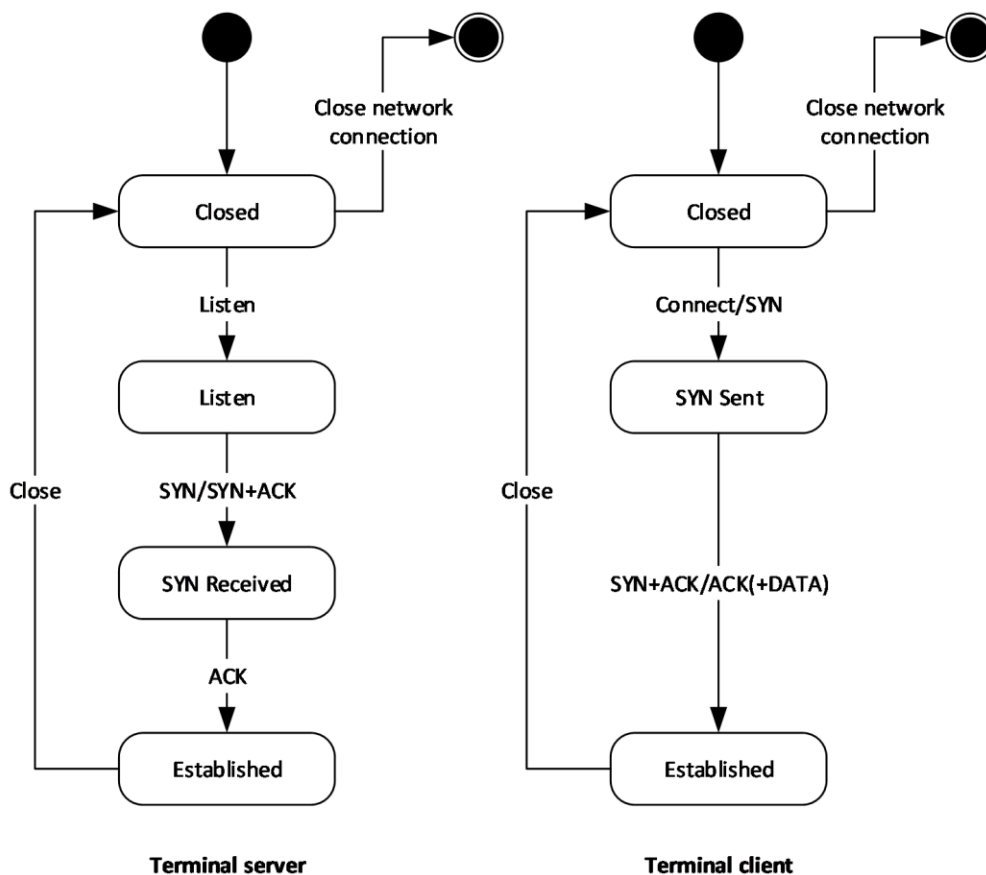 Close network
connection
Closed
Listen
Listen
Close
SYN/SYN+ACK
SYN Received
ACK
Established
Terminal server
Close network
connection
Closed
Connect/SYN
SYN Sent
Close
SYN+ACK/ACK(+DATA)
Established
Terminal client